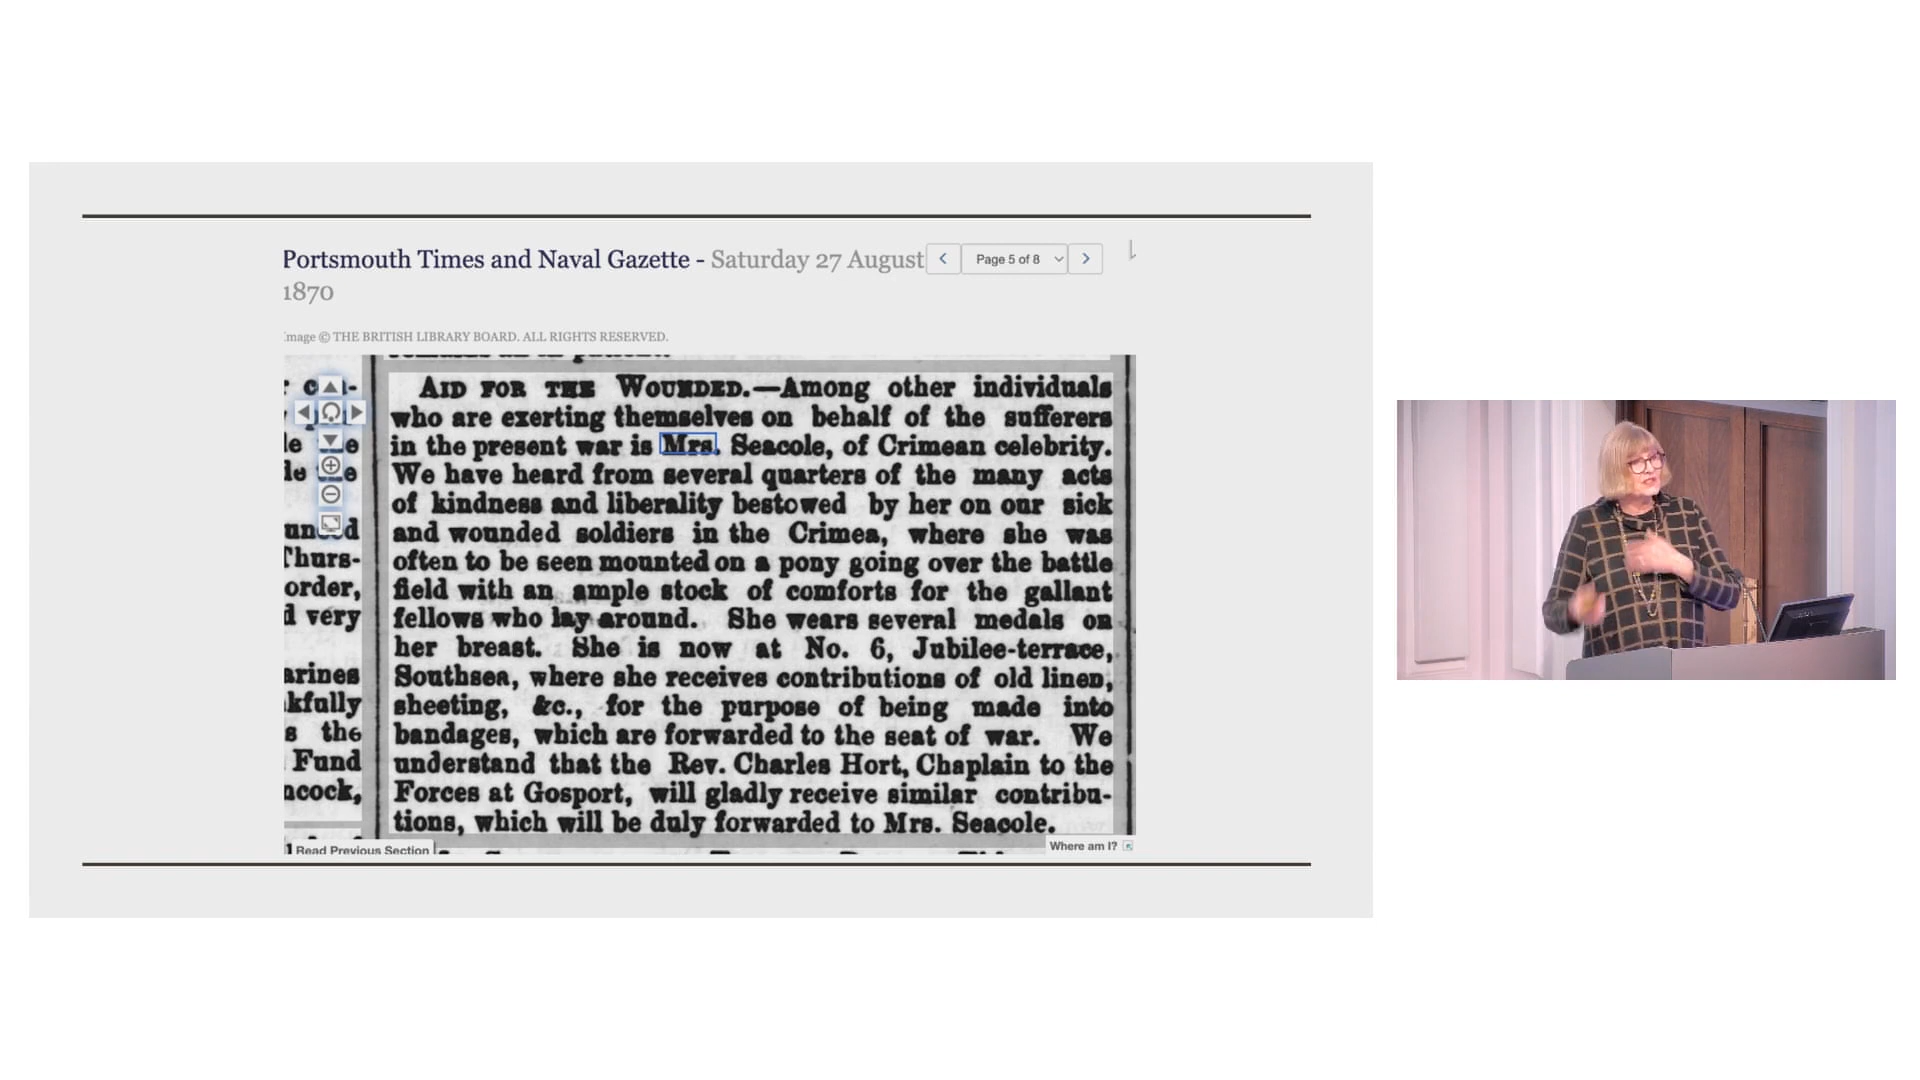 Portsmouth Times and Naval Gazette - Saturday 27 August
1870
Page 5 of 8
mage © THE BRITISH LIBRARY BOARD. ALL RIGHTS RESERVED.
AID FOR THE WOUNDED.—Among other individuals
who are exerting themselves on behalf of the sufferers
in the present war is Mrs. Seacole, of Crimean celebrity.
We have heard from several quarters of the many acts
of kindness and liberality bestowed by her on our sick
and wounded soldiers in the Crimea, where she was
often to be seen mounted on a pony going over the battle
field with an ample stock of comforts for the gallant
fellows who lay around. She wears several medals on
her breast. She is now at No. 6, Jubilee-terrace,
Southsea, where she receives contributions of old linen,
sheeting, &c., for the purpose of being made into
bandages, which are forwarded to the seat of war. We
understand that the Rev. Charles Hort, Chaplain to the
Forces at Gosport, will gladly receive similar contribu-
tions, which will be duly forwarded to Mrs. Seacole.
Thurs-
order,
d very
arines
kfully
s the
Fund
ncock,
Read Previous Section
Where am I?